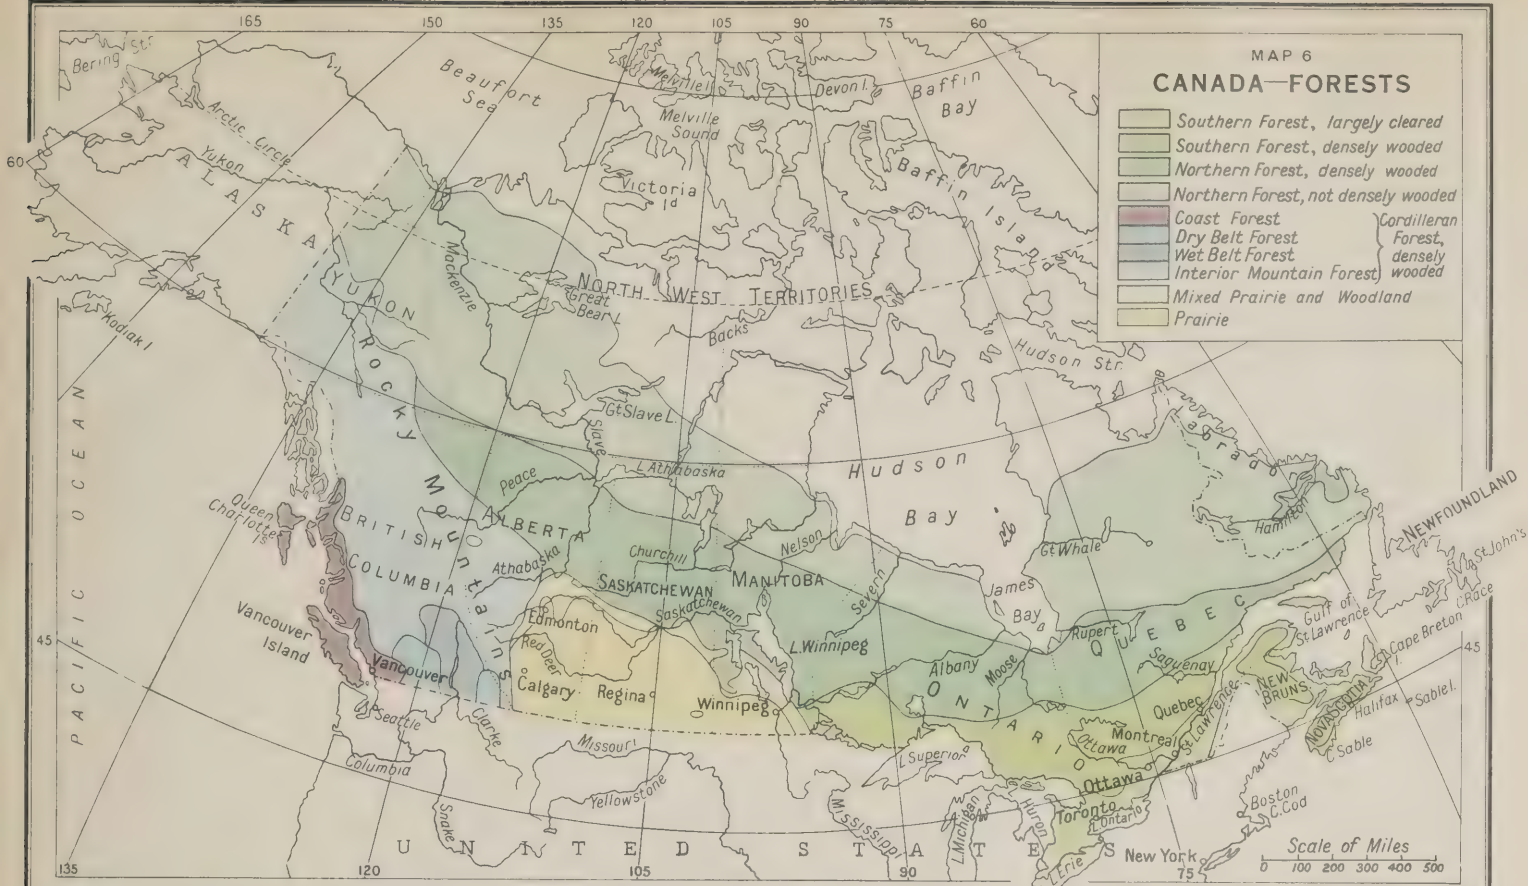 165 150 135 120 105 90 75 60
MAP 6
CANADA—FORESTS
Southern Forest, largely cleared
Southern Forest, densely wooded
Northern Forest, densely wooded
Northern Forest, not densely wooded
Coast Forest
Dry Belt Forest
Wet Belt Forest
Interior Mountain Forest
Cordilleran
Forest,
densely
wooded
Mixed Prairie and Woodland
Prairie
Bering Str.
Beaufort
Sea
Melville I.
Devon I.
Baffin
Bay
Melville
Sound
Arctic Circle
60
Yukon
ALASKA
Victoria
Id
Baffin Island
Mackenzie
YUKON
NORTH WEST TERRITORIES
Great
Bear L.
Backs
Kodiak I
Hudson Str.
Rocky Mountains
Gt Slave L.
Slave
Labrador
L. Athabaska
Hudson
Bay
Peace
PACIFIC OCEAN
Queen
Charlotte
Is
BRITISH
COLUMBIA
ALBERTA
Athabaska
Churchill
Nelson
Gt Whale
Hamilton
NEWFOUNDLAND
St John's
SASKATCHEWAN
MANITOBA
Severn
James
Bay
Saskatchewan
C. Race
Gulf of
St Lawrence
Vancouver
Island
Edmonton
Rupert
QUEBEC
Cape Breton
I.
45
45
Red Deer
L. Winnipeg
Albany
Moose
Saguenay
Vancouver
Calgary
Regina
Winnipeg
ONTARIO
NEW
BRUNS.
NOVA SCOTIA
Halifax
Sable I.
C Sable
Quebec
St Lawrence
Seattle
Clarke
Missouri
Ottawa
Montreal
Columbia
L Superior
Ottawa
Yellowstone
Toronto
L. Ontario
Boston
C. Cod
Snake
Mississippi
L. Michigan
Huron
UNITED STATES
L. Erie
New York
Scale of Miles
0 100 200 300 400 500
135 120 105 90 75